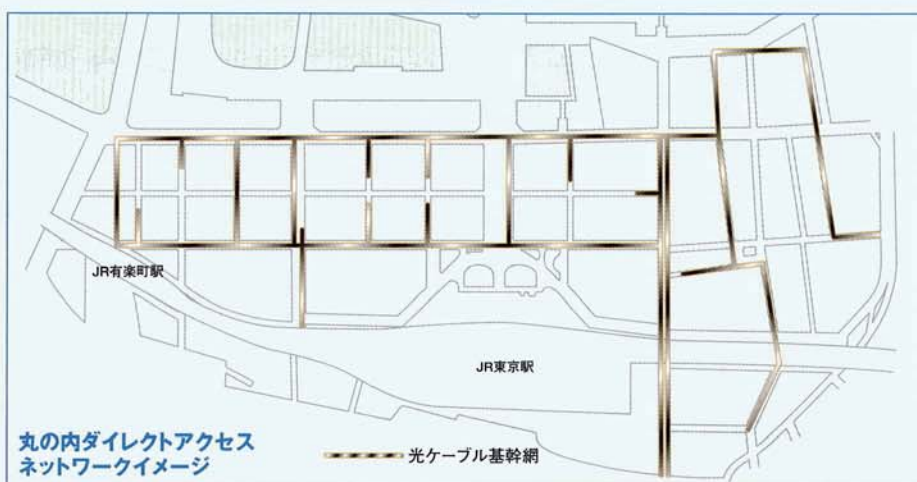 JR有楽町駅
JR東京駅
丸の内ダイレクトアクセス
ネットワークイメージ
光ケーブル基幹網